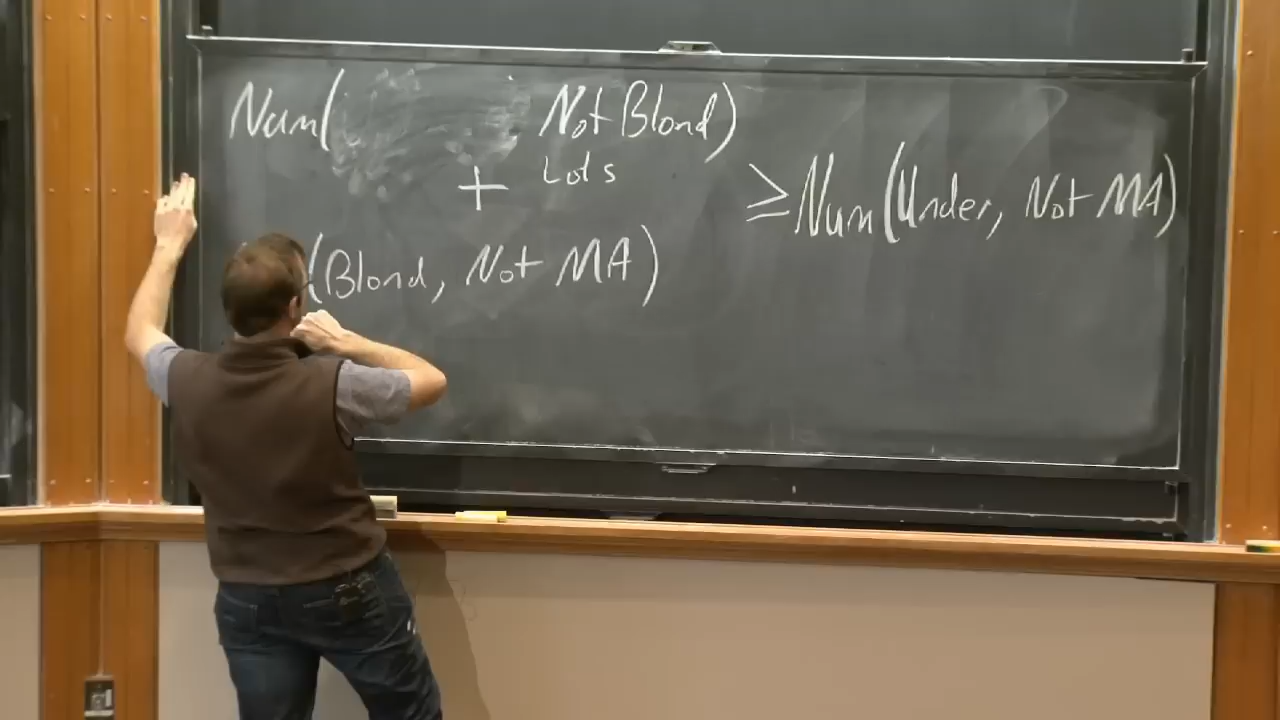 Num( Not Blond)
Lots
+
≥ Num(Under, Not MA)
(Blond, Not MA)